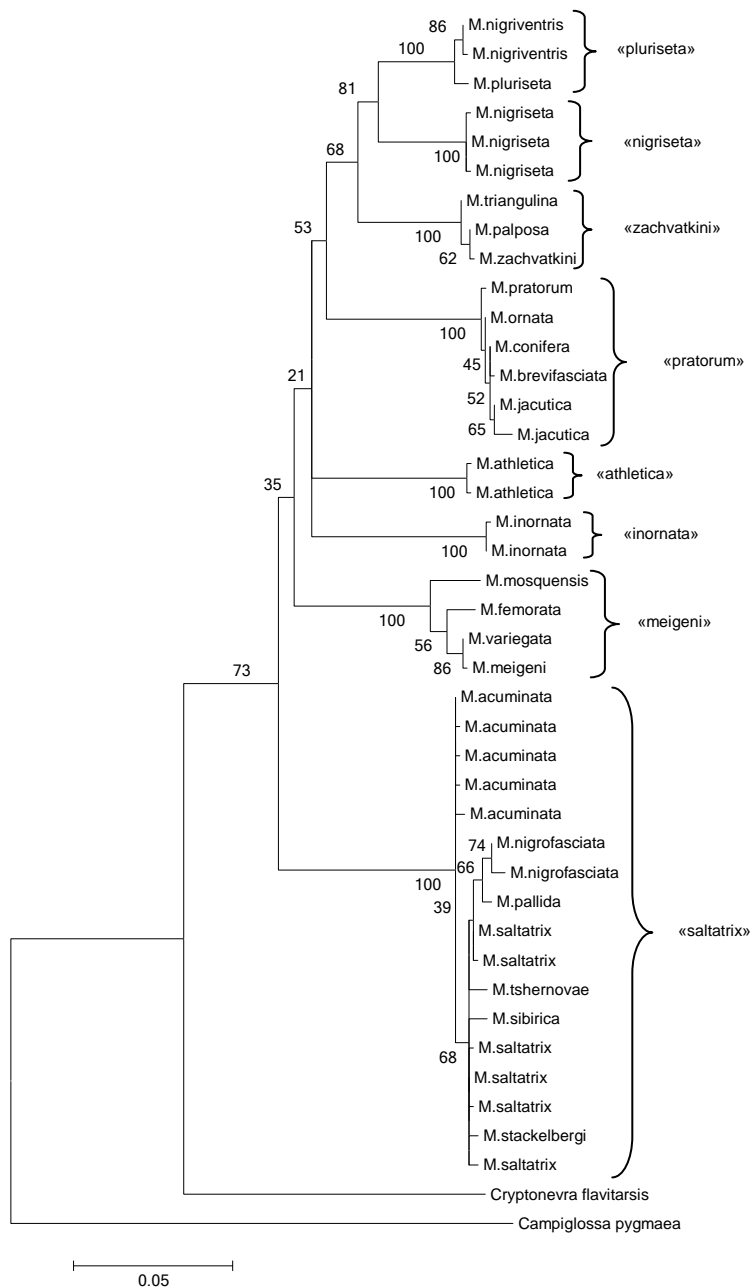 86
M.nigriventris
M.nigriventris
100
M.pluriseta
«pluriseta»
81
M.nigriseta
M.nigriseta
100
M.nigriseta
«nigriseta»
68
M.triangulina
100
M.palposa
62
M.zachvatkini
«zachvatkini»
53
M.pratorum
100
M.ornata
M.conifera
45
M.brevifasciata
52
M.jacutica
65
M.jacutica
«pratorum»
21
M.athletica
100
M.athletica
«athletica»
M.inornata
100
M.inornata
«inornata»
35
M.mosquensis
100
M.femorata
56
M.variegata
86
M.meigeni
«meigeni»
73
M.acuminata
M.acuminata
M.acuminata
M.acuminata
M.acuminata
74
M.nigrofasciata
66
M.nigrofasciata
100
39
M.pallida
M.saltatrix
M.saltatrix
M.tshernovae
M.sibirica
68
M.saltatrix
M.saltatrix
M.saltatrix
M.stackelbergi
M.saltatrix
«saltatrix»
Cryptonevra flavitarsis
Campiglossa pygmaea
0.05